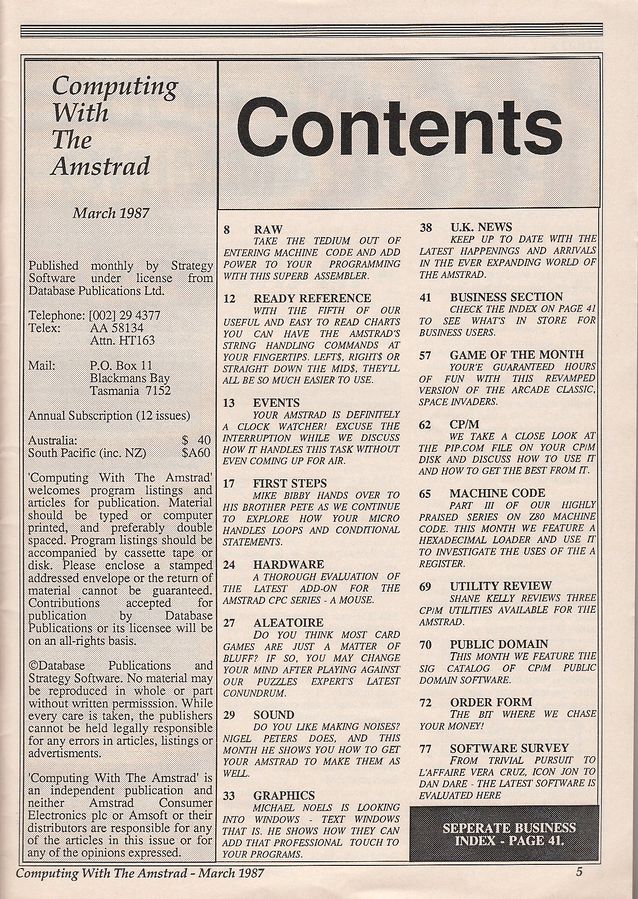 Computing
With
The
Amstrad
March 1987
Published monthly by Strategy
Software under license from
Database Publications Ltd.
Telephone: [002] 29 4377
Telex: AA 58134
Attn. HT163
Mail: P.O. Box 11
Blackmans Bay
Tasmania 7152
Annual Subscription (12 issues)
Australia: $ 40
South Pacific (inc. NZ) $A60
'Computing With The Amstrad'
welcomes program listings and
articles for publication. Material
should be typed or computer
printed, and preferably double
spaced. Program listings should be
accompanied by cassette tape or
disk. Please enclose a stamped
addressed envelope or the return of
material cannot be guaranteed.
Contributions accepted for
publication by Database
Publications or its licensee will be
on an all-rights basis.
©Database Publications and
Strategy Software. No material may
be reproduced in whole or part
without written permisssion. While
every care is taken, the publishers
cannot be held legally responsible
for any errors in articles, listings or
advertisments.
'Computing With The Amstrad' is
an independent publication and
neither Amstrad Consumer
Electronics plc or Amsoft or their
distributors are responsible for any
of the articles in this issue or for
any of the opinions expressed.
Contents
8 RAW
TAKE THE TEDIUM OUT OF
ENTERING MACHINE CODE AND ADD
POWER TO YOUR PROGRAMMING
WITH THIS SUPERB ASSEMBLER.
12 READY REFERENCE
WITH THE FIFTH OF OUR
USEFUL AND EASY TO READ CHARTS
YOU CAN HAVE THE AMSTRAD'S
STRING HANDLING COMMANDS AT
YOUR FINGERTIPS. LEFT$, RIGHT$ OR
STRAIGHT DOWN THE MID$, THEY'LL
ALL BE SO MUCH EASIER TO USE.
13 EVENTS
YOUR AMSTRAD IS DEFINITELY
A CLOCK WATCHER! EXCUSE THE
INTERRUPTION WHILE WE DISCUSS
HOW IT HANDLES THIS TASK WITHOUT
EVEN COMING UP FOR AIR.
17 FIRST STEPS
MIKE BIBBY HANDS OVER TO
HIS BROTHER PETE AS WE CONTINUE
TO EXPLORE HOW YOUR MICRO
HANDLES LOOPS AND CONDITIONAL
STATEMENTS.
24 HARDWARE
A THOROUGH EVALUATION OF
THE LATEST ADD-ON FOR THE
AMSTRAD CPC SERIES - A MOUSE.
27 ALEATOIRE
DO YOU THINK MOST CARD
GAMES ARE JUST A MATTER OF
BLUFF? IF SO, YOU MAY CHANGE
YOUR MIND AFTER PLAYING AGAINST
OUR PUZZLES EXPERT'S LATEST
CONUNDRUM.
29 SOUND
DO YOU LIKE MAKING NOISES?
NIGEL PETERS DOES, AND THIS
MONTH HE SHOWS YOU HOW TO GET
YOUR AMSTRAD TO MAKE THEM AS
WELL.
33 GRAPHICS
MICHAEL NOELS IS LOOKING
INTO WINDOWS - TEXT WINDOWS
THAT IS. HE SHOWS HOW THEY CAN
ADD THAT PROFESSIONAL TOUCH TO
YOUR PROGRAMS.
38 U.K. NEWS
KEEP UP TO DATE WITH THE
LATEST HAPPENINGS AND ARRIVALS
IN THE EVER EXPANDING WORLD OF
THE AMSTRAD.
41 BUSINESS SECTION
CHECK THE INDEX ON PAGE 41
TO SEE WHAT'S IN STORE FOR
BUSINESS USERS.
57 GAME OF THE MONTH
YOUR'E GUARANTEED HOURS
OF FUN WITH THIS REVAMPED
VERSION OF THE ARCADE CLASSIC,
SPACE INVADERS.
62 CP/M
WE TAKE A CLOSE LOOK AT
THE PIP.COM FILE ON YOUR CP/M
DISK AND DISCUSS HOW TO USE IT
AND HOW TO GET THE BEST FROM IT.
65 MACHINE CODE
PART III OF OUR HIGHLY
PRAISED SERIES ON Z80 MACHINE
CODE. THIS MONTH WE FEATURE A
HEXADECIMAL LOADER AND USE IT
TO INVESTIGATE THE USES OF THE A
REGISTER.
69 UTILITY REVIEW
SHANE KELLY REVIEWS THREE
CP/M UTILITIES AVAILABLE FOR THE
AMSTRAD.
70 PUBLIC DOMAIN
THIS MONTH WE FEATURE THE
SIG CATALOG OF CP/M PUBLIC
DOMAIN SOFTWARE.
72 ORDER FORM
THE BIT WHERE WE CHASE
YOUR MONEY!
77 SOFTWARE SURVEY
FROM TRIVIAL PURSUIT TO
L'AFFAIRE VERA CRUZ, ICON JON TO
DAN DARE - THE LATEST SOFTWARE IS
EVALUATED HERE
SEPERATE BUSINESS
INDEX - PAGE 41.
Computing With The Amstrad - March 1987 5